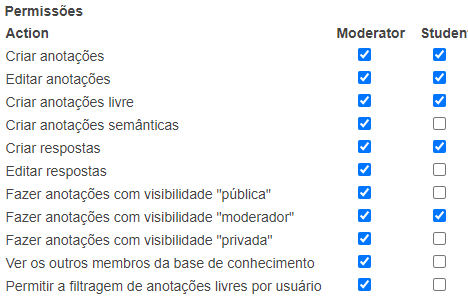 Permissões
Action Moderator Studen
Criar anotações
Editar anotações
Criar anotações livre
Criar anotações semânticas
Criar respostas
Editar respostas
Fazer anotações com visibilidade "pública"
Fazer anotações com visibilidade "moderador"
Fazer anotações com visibilidade "privada"
Ver os outros membros da base de conhecimento
Permitir a filtragem de anotações livres por usuário